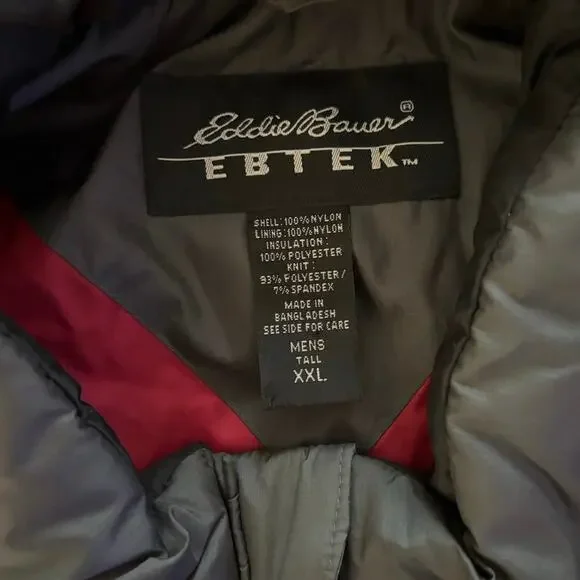 Eddie Bauer®
EBTEK™
SHELL: 100% NYLON
LINING: 100% NYLON
INSULATION:
100% POLYESTER
KNIT:
93% POLYESTER/
7% SPANDEX
MADE IN
BANGLADESH
SEE SIDE FOR CARE
MENS
TALL
XXL